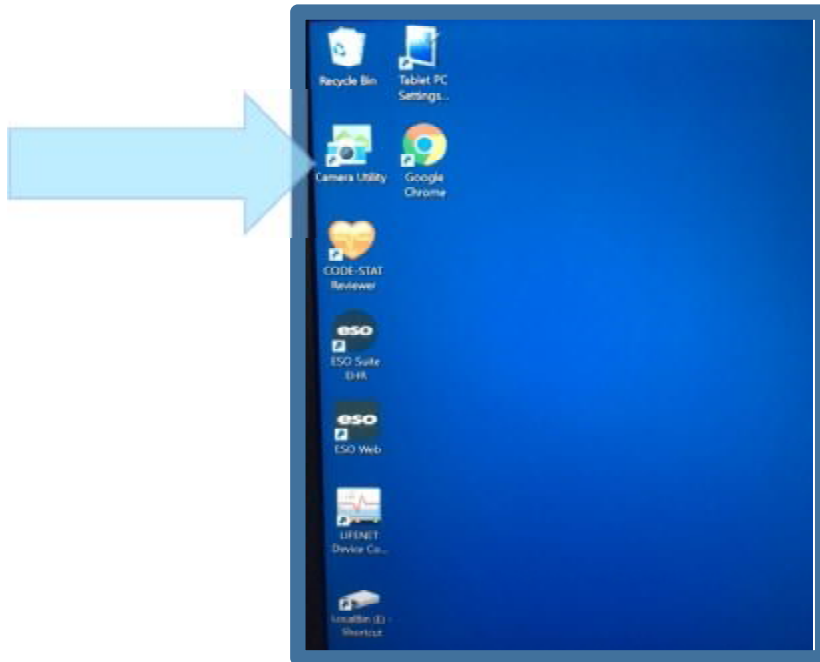 Recycle Bin
Tablet PC
Settings...
Camera Utility
Google
Chrome
CODE-STAT
Reviewer
eso
ESO Suite
EHR
eso
ESO Web
LIFENET
Device Co...
(E) -
Shortcut